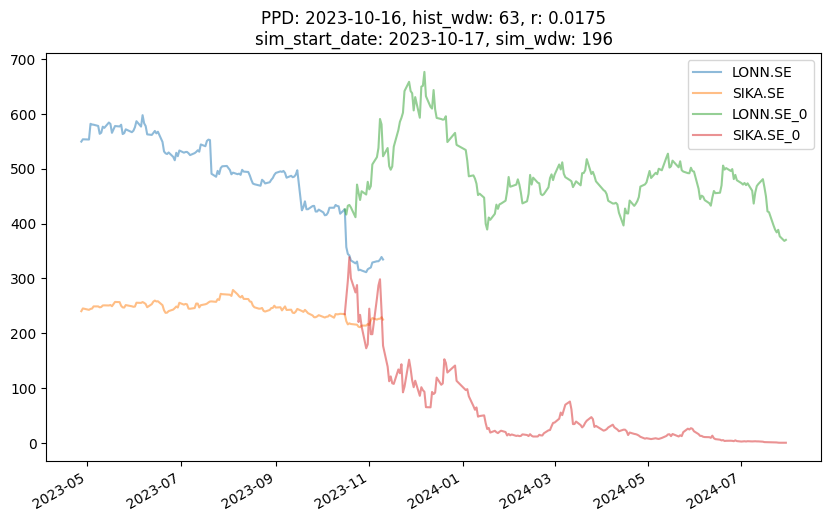 PPD: 2023-10-16, hist_wdw: 63, r: 0.0175
sim_start_date: 2023-10-17, sim_wdw: 196
700
600
500
400
300
200
100
0
LONN.SE
SIKA.SE
LONN.SE_0
SIKA.SE_0
2023-05
2023-07
2023-09
2023-11
2024-01
2024-03
2024-05
2024-07